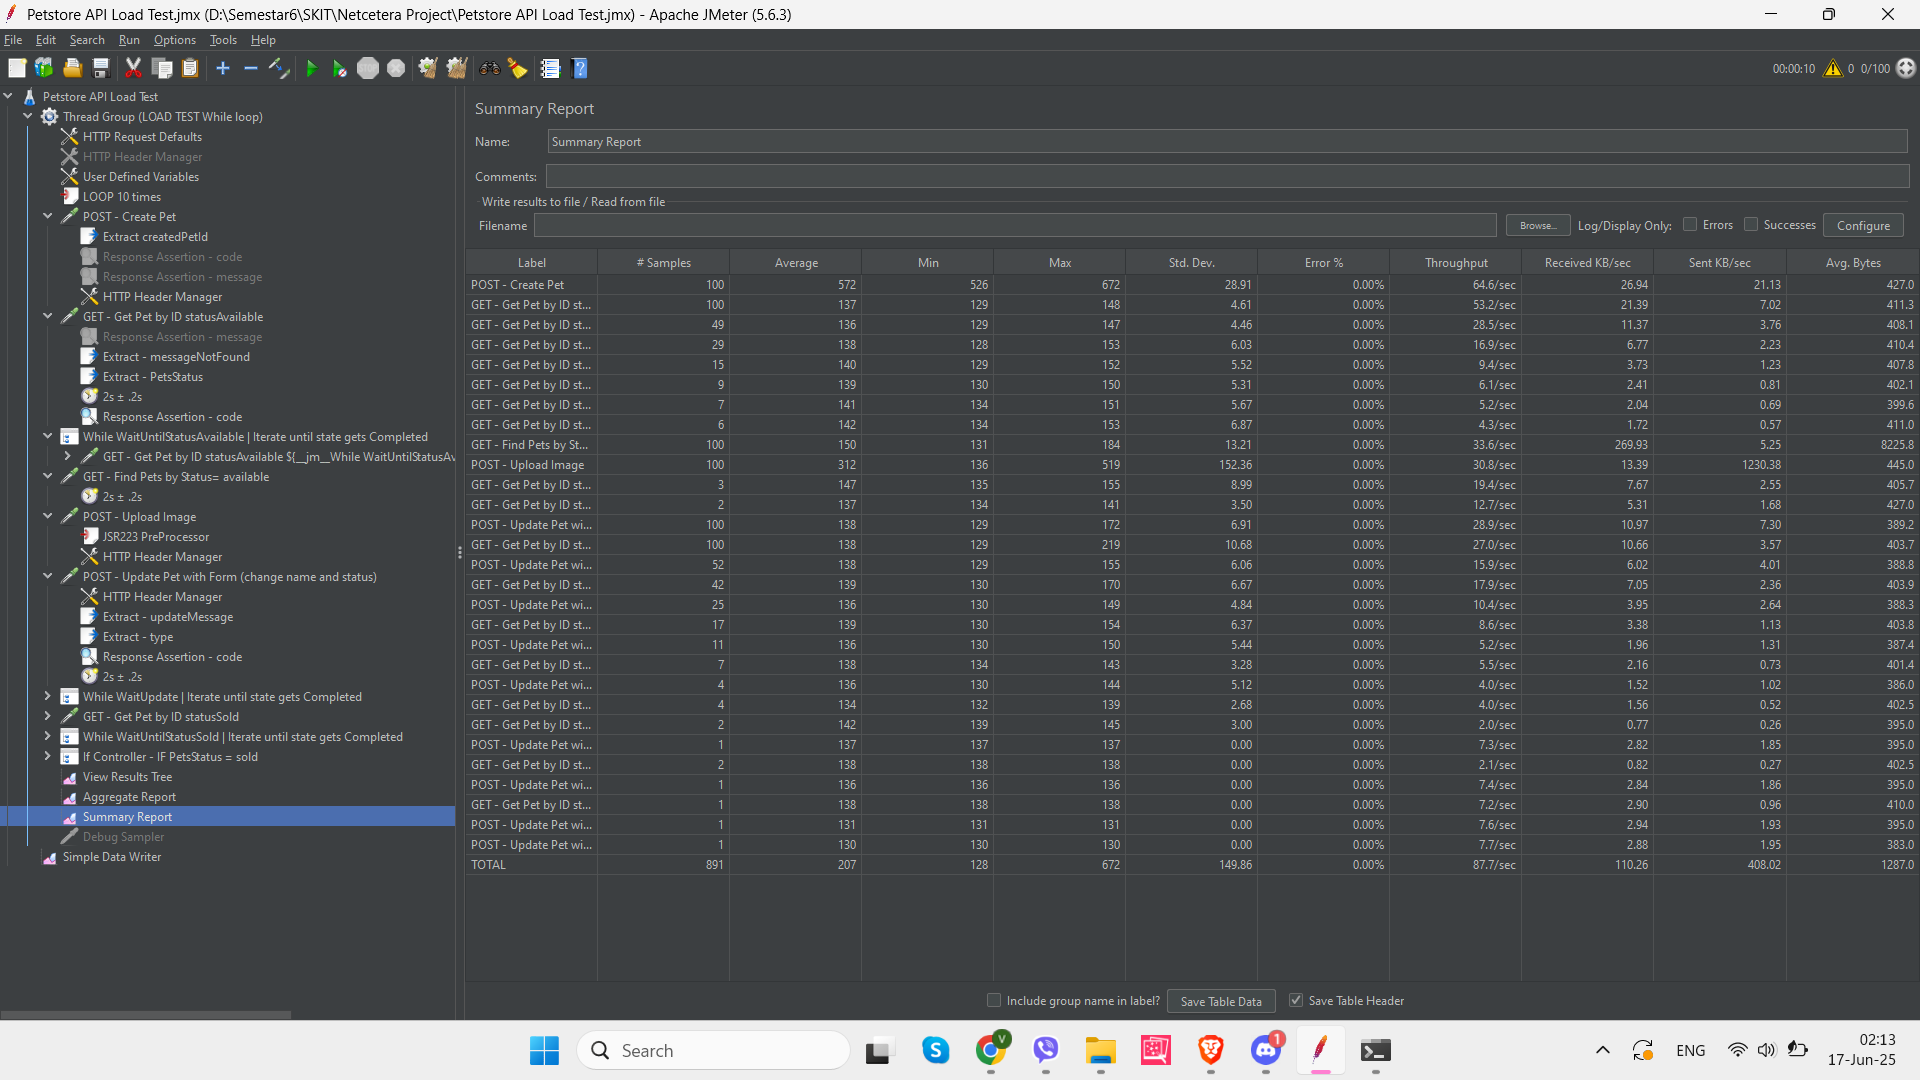 Petstore API Load Test.jmx (D:\Semestar6\SKIT\Netcetera Project\Petstore API Load Test.jmx) - Apache JMeter (5.6.3)
File Edit Search Run Options Tools Help
00:00:10 0 0/100
Petstore API Load Test
Thread Group (LOAD TEST While loop)
HTTP Request Defaults
HTTP Header Manager
User Defined Variables
LOOP 10 times
POST - Create Pet
Extract createdPetId
Response Assertion - code
Response Assertion - message
HTTP Header Manager
GET - Get Pet by ID statusAvailable
Response Assertion - message
Extract - messageNotFound
Extract - PetsStatus
2s ± .2s
Response Assertion - code
While WaitUntilStatusAvailable | Iterate until state gets Completed
GET - Get Pet by ID statusAvailable ${__jm__While WaitUntilStatusAv
GET - Find Pets by Status= available
2s ± .2s
POST - Upload Image
JSR223 PreProcessor
HTTP Header Manager
POST - Update Pet with Form (change name and status)
HTTP Header Manager
Extract - updateMessage
Extract - type
Response Assertion - code
2s ± .2s
While WaitUpdate | Iterate until state gets Completed
GET - Get Pet by ID statusSold
While WaitUntilStatusSold | Iterate until state gets Completed
If Controller - IF PetsStatus = sold
View Results Tree
Aggregate Report
Summary Report
Debug Sampler
Simple Data Writer
Summary Report
Name: Summary Report
Comments:
Write results to file / Read from file
Filename Browse... Log/Display Only: Errors Successes Configure
Label # Samples Average Min Max Std. Dev. Error % Throughput Received KB/sec Sent KB/sec Avg. Bytes
POST - Create Pet 100 572 526 672 28.91 0.00% 64.6/sec 26.94 21.13 427.0
GET - Get Pet by ID st... 100 137 129 148 4.61 0.00% 53.2/sec 21.39 7.02 411.3
GET - Get Pet by ID st... 49 136 129 147 4.46 0.00% 28.5/sec 11.37 3.76 408.1
GET - Get Pet by ID st... 29 138 128 153 6.03 0.00% 16.9/sec 6.77 2.23 410.4
GET - Get Pet by ID st... 15 140 129 152 5.52 0.00% 9.4/sec 3.73 1.23 407.8
GET - Get Pet by ID st... 9 139 130 150 5.31 0.00% 6.1/sec 2.41 0.81 402.1
GET - Get Pet by ID st... 7 141 134 151 5.67 0.00% 5.2/sec 2.04 0.69 399.6
GET - Get Pet by ID st... 6 142 134 153 6.87 0.00% 4.3/sec 1.72 0.57 411.0
GET - Find Pets by St... 100 150 131 184 13.21 0.00% 33.6/sec 269.93 5.25 8225.8
POST - Upload Image 100 312 136 519 152.36 0.00% 30.8/sec 13.39 1230.38 445.0
GET - Get Pet by ID st... 3 147 135 155 8.99 0.00% 19.4/sec 7.67 2.55 405.7
GET - Get Pet by ID st... 2 137 134 141 3.50 0.00% 12.7/sec 5.31 1.68 427.0
POST - Update Pet wi... 100 138 129 172 6.91 0.00% 28.9/sec 10.97 7.30 389.2
GET - Get Pet by ID st... 100 138 129 219 10.68 0.00% 27.0/sec 10.66 3.57 403.7
POST - Update Pet wi... 52 138 129 155 6.06 0.00% 15.9/sec 6.02 4.01 388.8
GET - Get Pet by ID st... 42 139 130 170 6.67 0.00% 17.9/sec 7.05 2.36 403.9
POST - Update Pet wi... 25 136 130 149 4.84 0.00% 10.4/sec 3.95 2.64 388.3
GET - Get Pet by ID st... 17 139 130 154 6.37 0.00% 8.6/sec 3.38 1.13 403.8
POST - Update Pet wi... 11 136 130 150 5.44 0.00% 5.2/sec 1.96 1.31 387.4
GET - Get Pet by ID st... 7 138 134 143 3.28 0.00% 5.5/sec 2.16 0.73 401.4
POST - Update Pet wi... 4 136 130 144 5.12 0.00% 4.0/sec 1.52 1.02 386.0
GET - Get Pet by ID st... 4 134 132 139 2.68 0.00% 4.0/sec 1.56 0.52 402.5
GET - Get Pet by ID st... 2 142 139 145 3.00 0.00% 2.0/sec 0.77 0.26 395.0
POST - Update Pet wi... 1 137 137 137 0.00 0.00% 7.3/sec 2.82 1.85 395.0
GET - Get Pet by ID st... 2 138 138 138 0.00 0.00% 2.1/sec 0.82 0.27 402.5
POST - Update Pet wi... 1 136 136 136 0.00 0.00% 7.4/sec 2.84 1.86 395.0
GET - Get Pet by ID st... 1 138 138 138 0.00 0.00% 7.2/sec 2.90 0.96 410.0
POST - Update Pet wi... 1 131 131 131 0.00 0.00% 7.6/sec 2.94 1.93 395.0
POST - Update Pet wi... 1 130 130 130 0.00 0.00% 7.7/sec 2.88 1.95 383.0
TOTAL 891 207 128 672 149.86 0.00% 87.7/sec 110.26 408.02 1287.0
Include group name in label? Save Table Data Save Table Header
Search
V
1
ENG
02:13
17-Jun-25